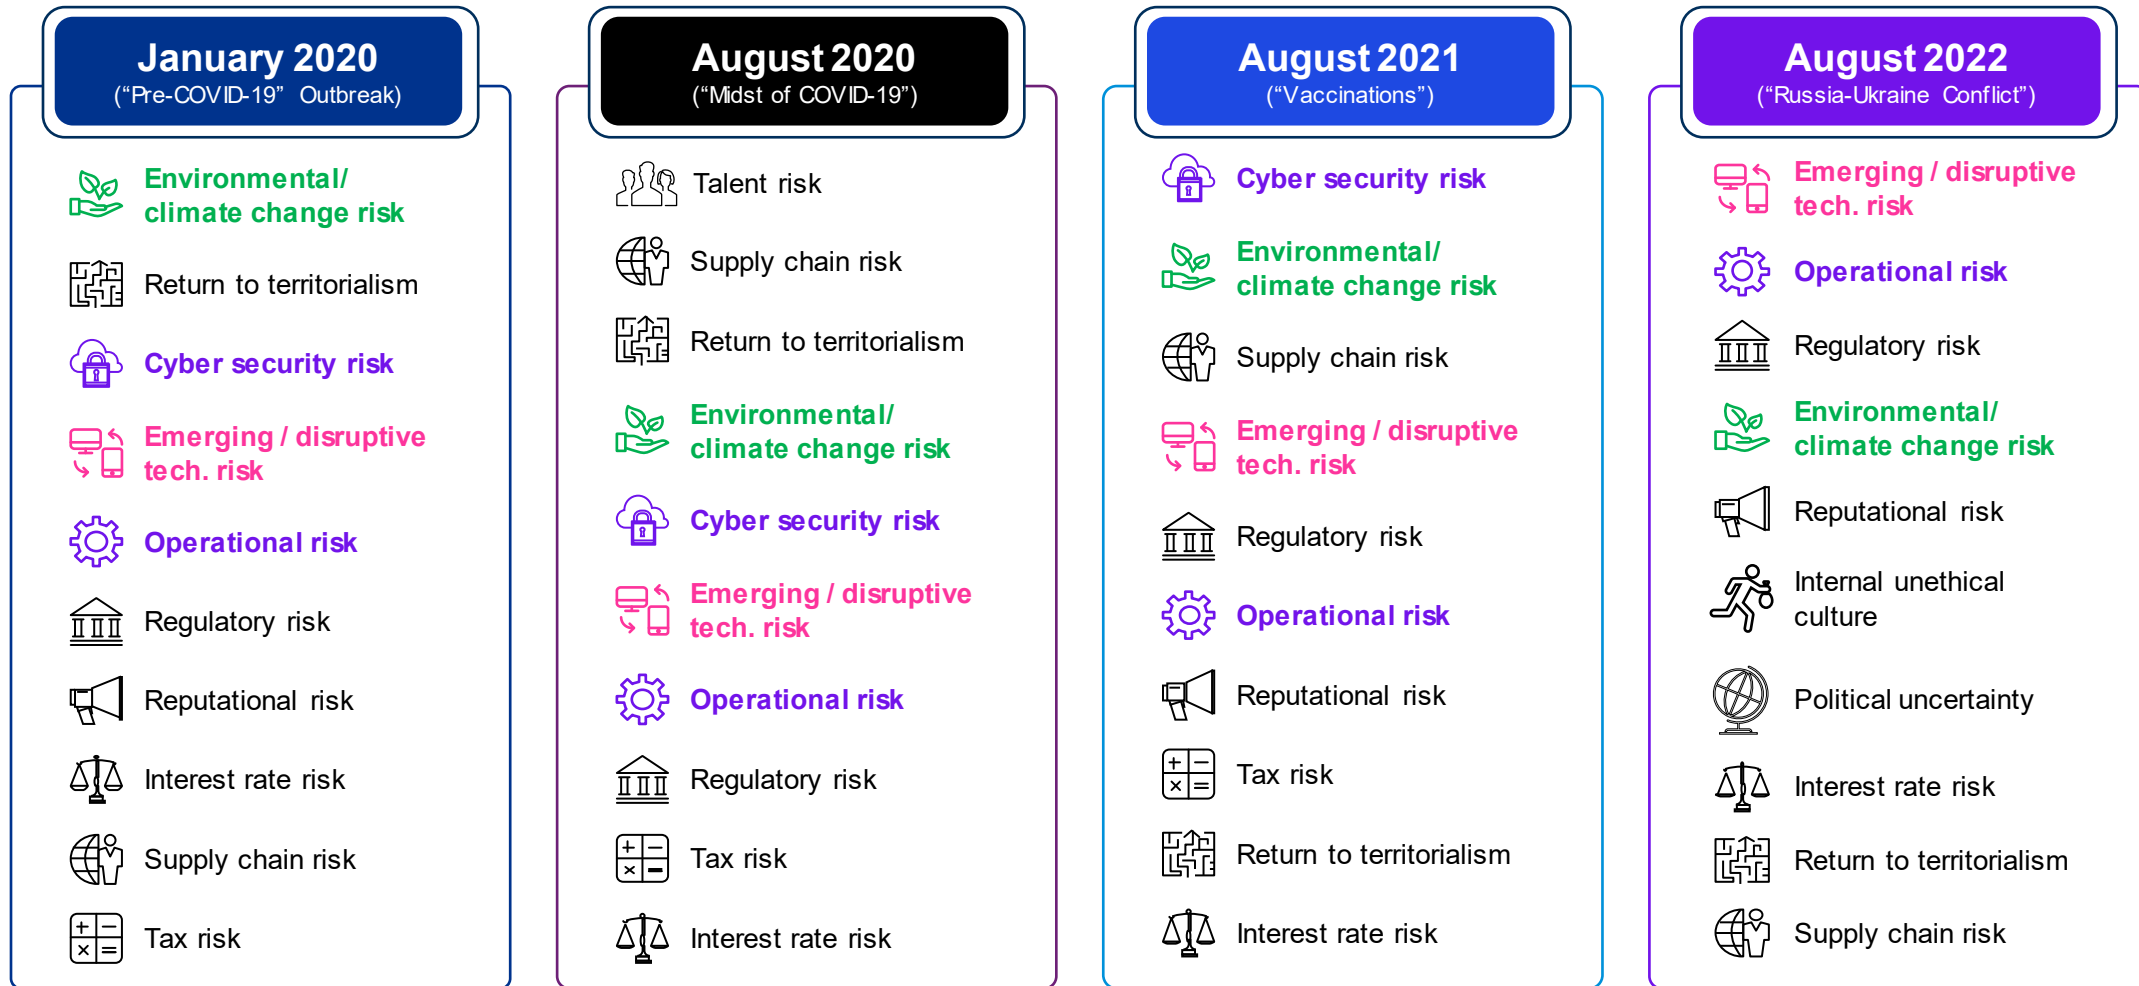 January 2020
(“Pre-COVID-19” Outbreak)
Environmental/
climate change risk
Return to territorialism
Cyber security risk
Emerging / disruptive
tech. risk
Operational risk
Regulatory risk
Reputational risk
Interest rate risk
Supply chain risk
Tax risk
August 2020
(“Midst of COVID-19”)
Talent risk
Supply chain risk
Return to territorialism
Environmental/
climate change risk
Cyber security risk
Emerging / disruptive
tech. risk
Operational risk
Regulatory risk
Tax risk
Interest rate risk
August 2021
(“Vaccinations”)
Cyber security risk
Environmental/
climate change risk
Supply chain risk
Emerging / disruptive
tech. risk
Regulatory risk
Operational risk
Reputational risk
Tax risk
Return to territorialism
Interest rate risk
August 2022
(“Russia-Ukraine Conflict”)
Emerging / disruptive
tech. risk
Operational risk
Regulatory risk
Environmental/
climate change risk
Reputational risk
Internal unethical
culture
Political uncertainty
Interest rate risk
Return to territorialism
Supply chain risk